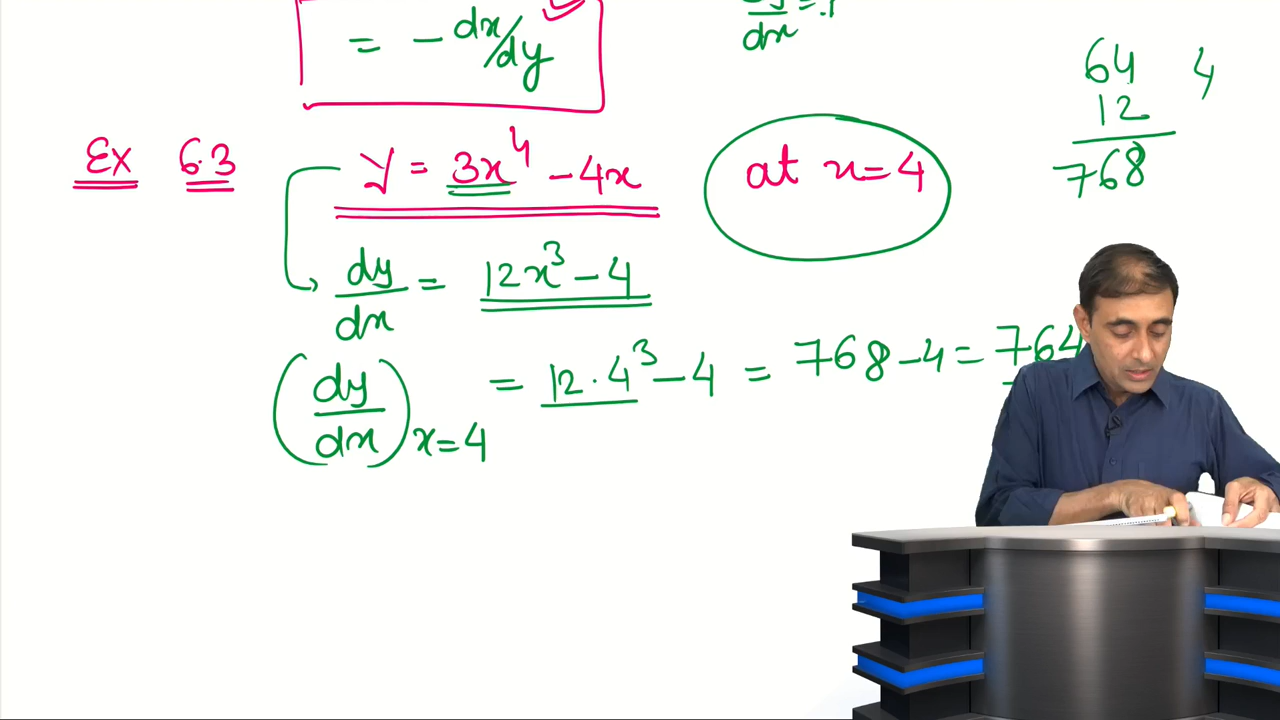 = - dx/dy
dy/dx =
64 4
12
768
Ex 6.3 y = 3x⁴ - 4x at x=4
dy/dx = 12x³ - 4
(dy/dx)x=4 = 12·4³ - 4 = 768 - 4 = 764